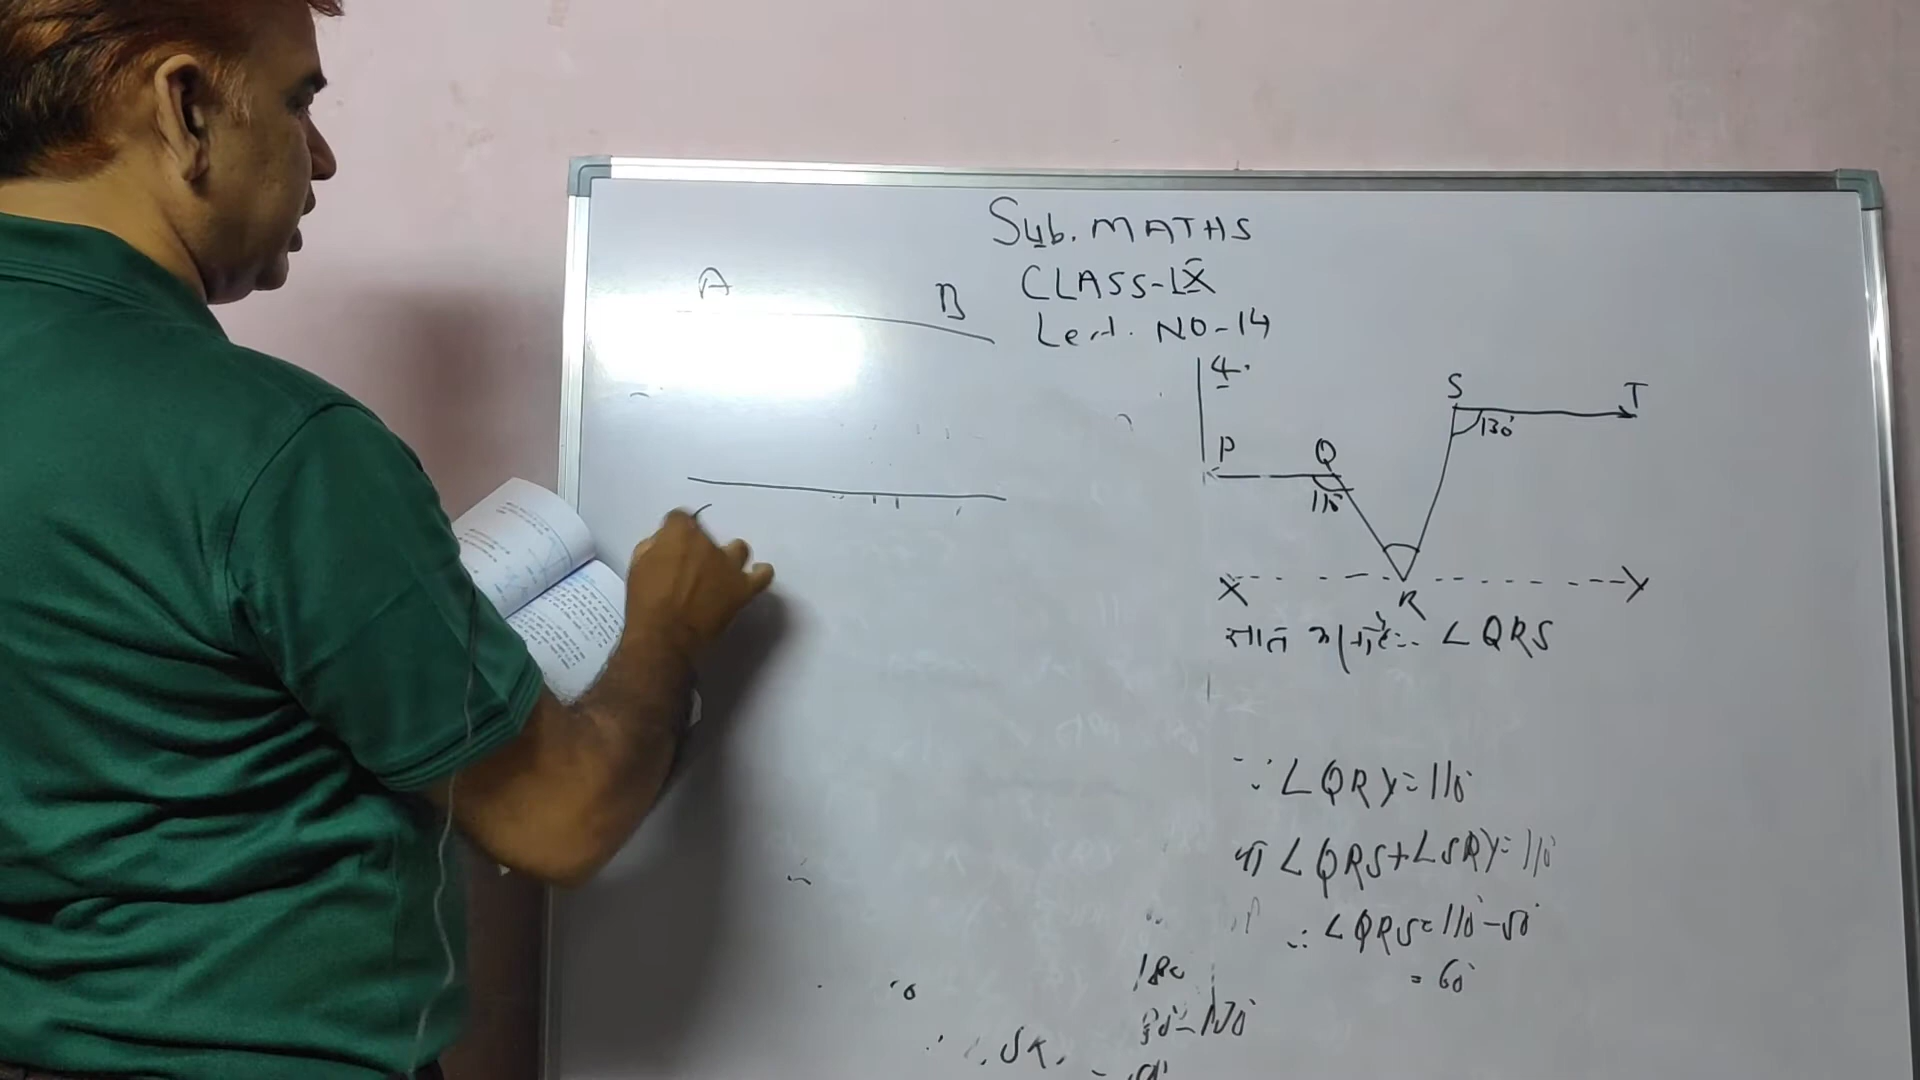 Sub. MATHS
CLASS-IX
Lect. NO-14
A
B
4.
S
T
130°
P
Q
110°
X
Y
R
ज्ञात करना है:- ∠QRS
∵ ∠QRY=110°
या ∠QRS+∠SRY=110°
∴ ∠QRS=110°-50°
= 60°
180